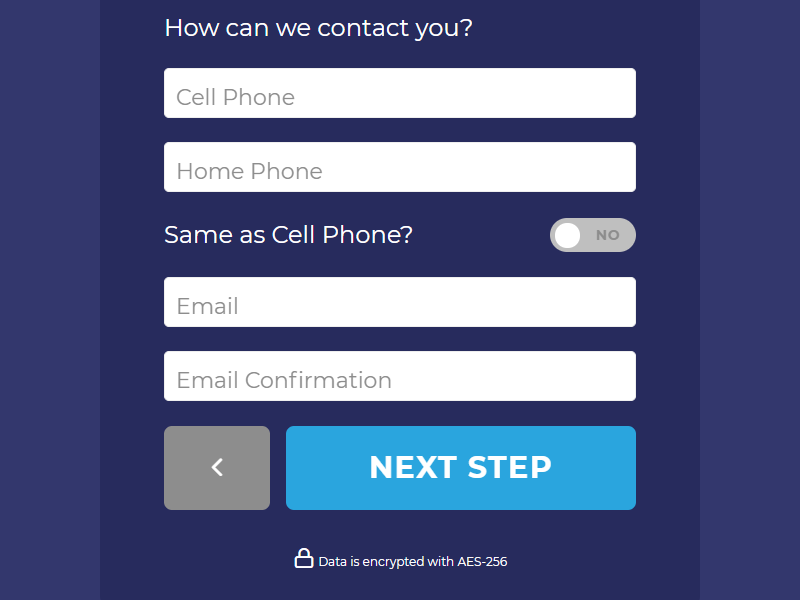 How can we contact you?
Cell Phone
Home Phone
Same as Cell Phone?
NO
Email
Email Confirmation
NEXT STEP
Data is encrypted with AES-256